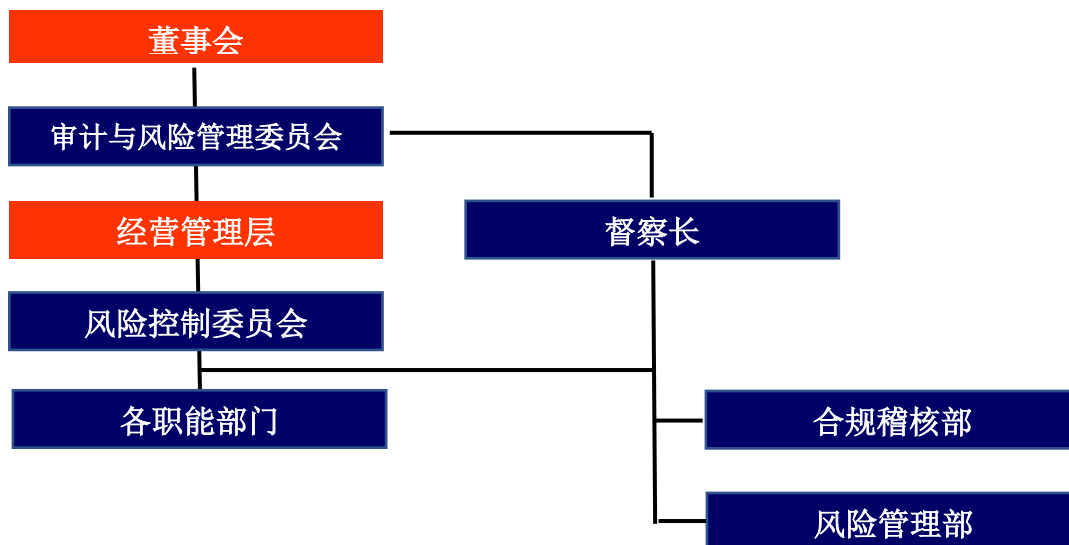 董事会
审计与风险管理委员会
经营管理层
督察长
风险控制委员会
各职能部门
合规稽核部
风险管理部